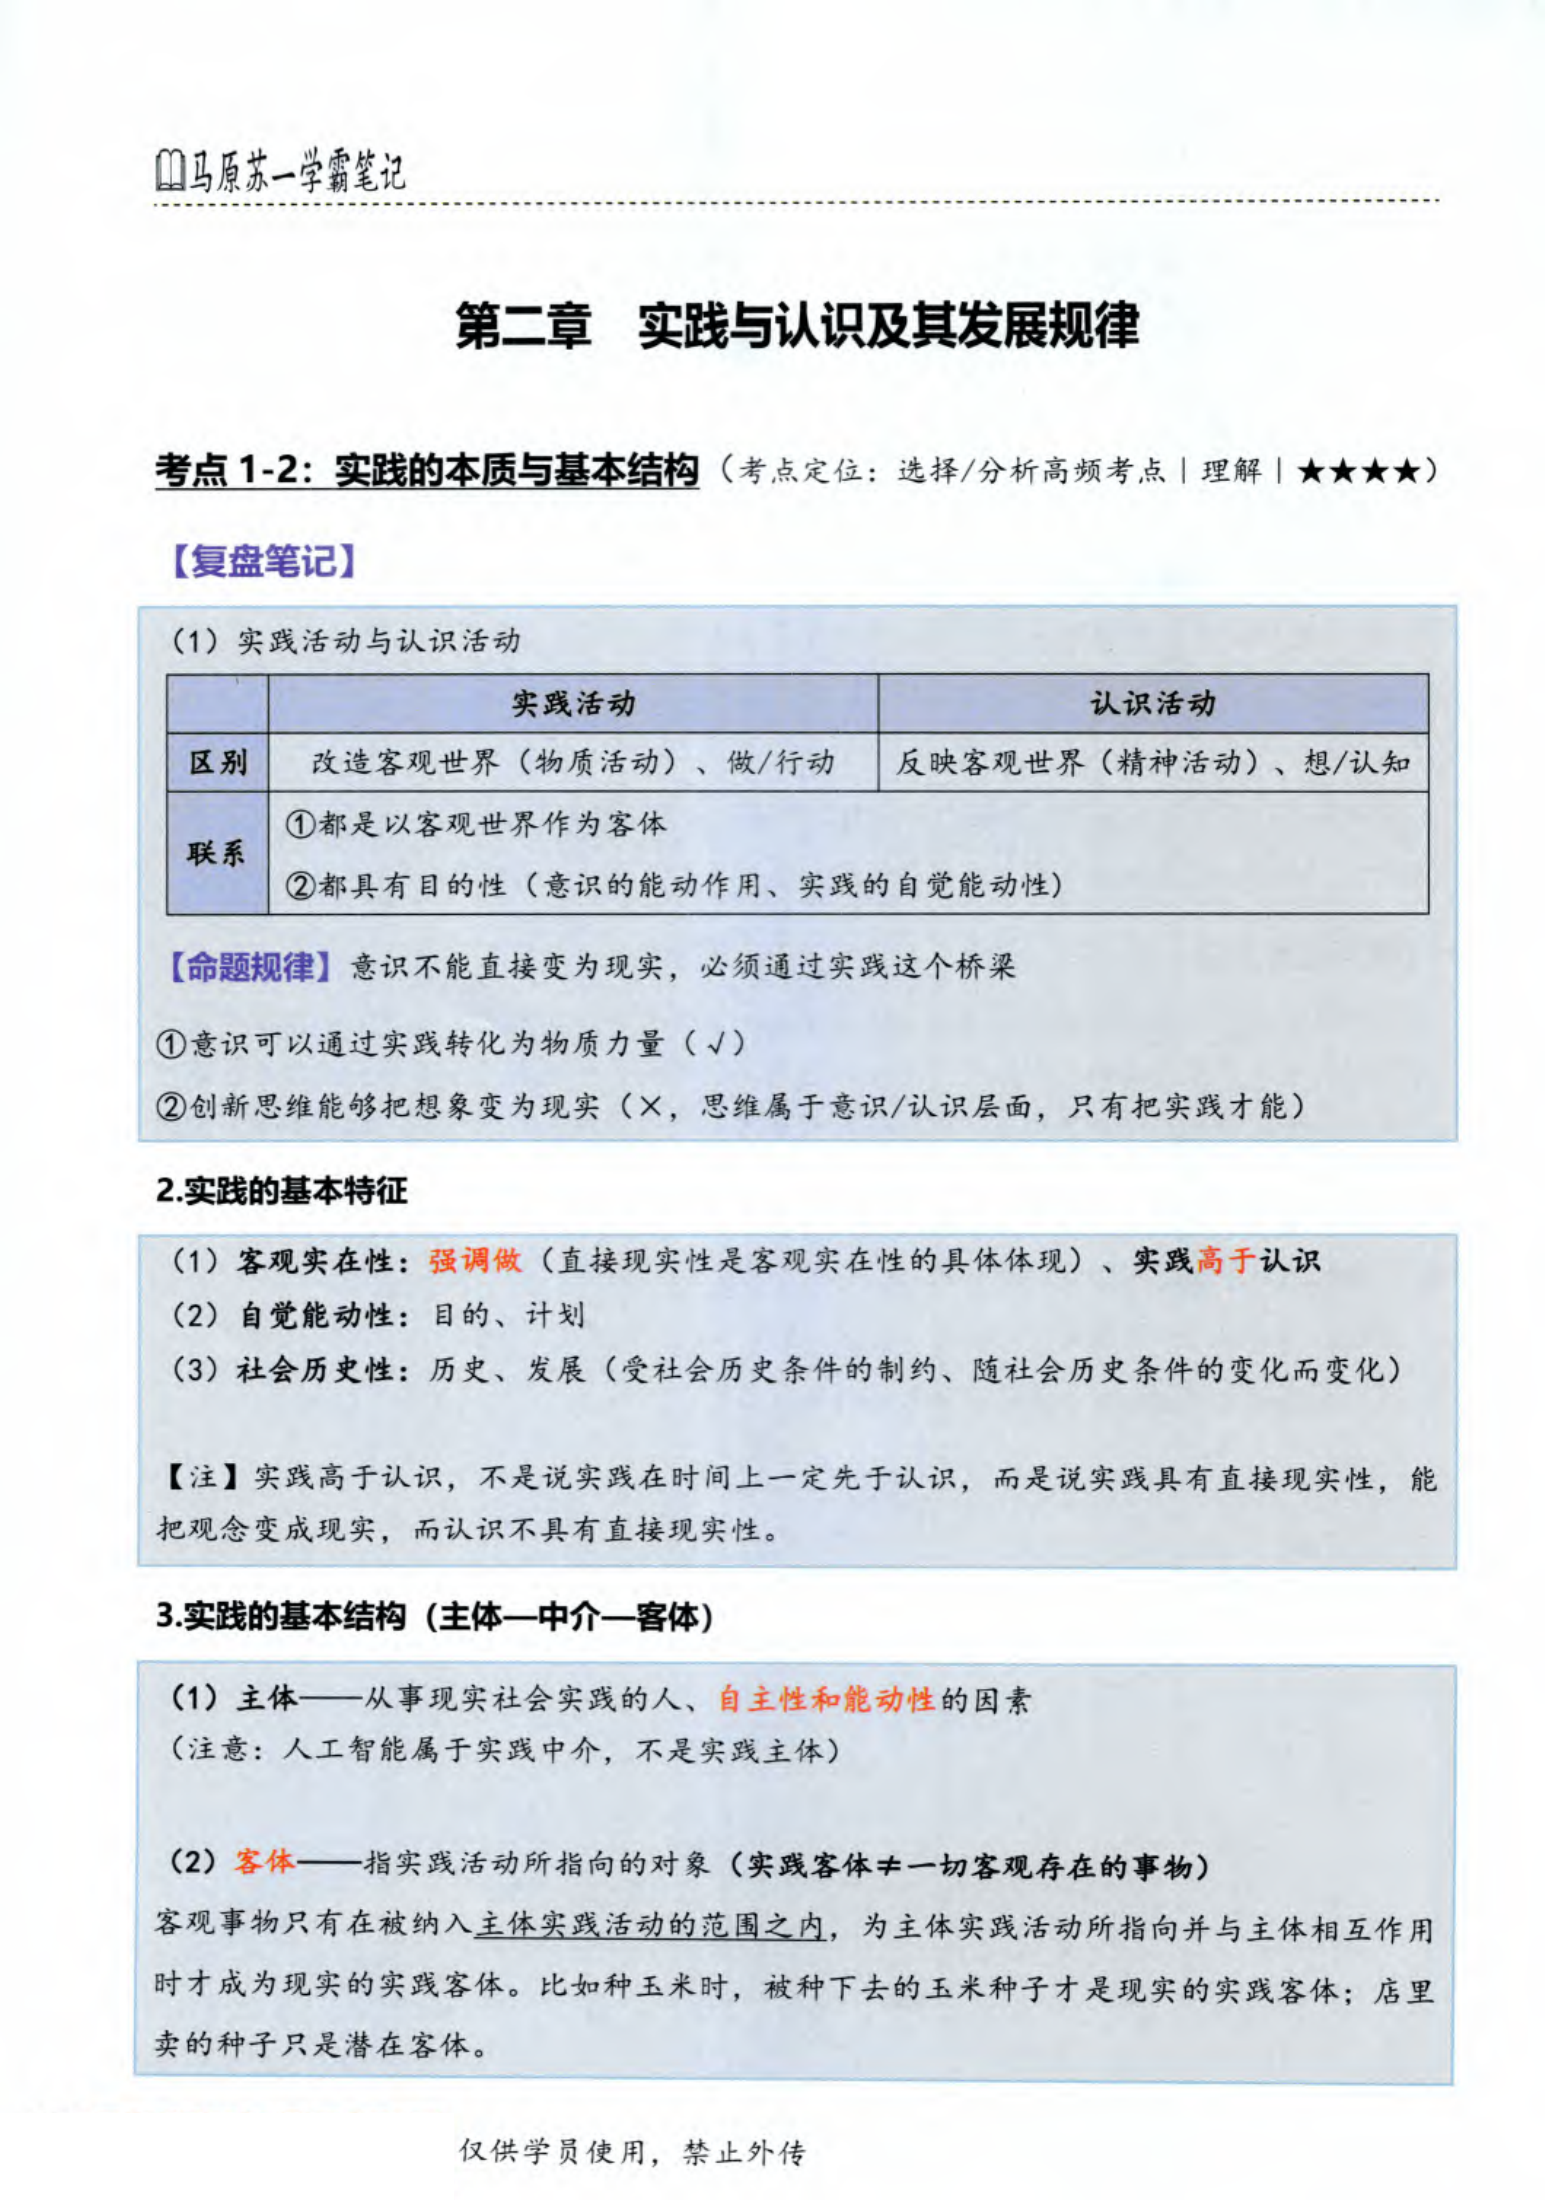 马原苏一学霸笔记
第二章 实践与认识及其发展规律
考点 1-2：实践的本质与基本结构（考点定位：选择/分析高频考点｜理解｜★★★★）
【复盘笔记】
（1）实践活动与认识活动
实践活动 认识活动
区别 改造客观世界（物质活动）、做/行动 反映客观世界（精神活动）、想/认知
联系 ①都是以客观世界作为客体
②都具有目的性（意识的能动作用、实践的自觉能动性）
【命题规律】意识不能直接变为现实，必须通过实践这个桥梁
①意识可以通过实践转化为物质力量（√）
②创新思维能够把想象变为现实（×，思维属于意识/认识层面，只有把实践才能）
2.实践的基本特征
（1）客观实在性：强调做（直接现实性是客观实在性的具体体现）、实践高于认识
（2）自觉能动性：目的、计划
（3）社会历史性：历史、发展（受社会历史条件的制约、随社会历史条件的变化而变化）
【注】实践高于认识，不是说实践在时间上一定先于认识，而是说实践具有直接现实性，能
把观念变成现实，而认识不具有直接现实性。
3.实践的基本结构（主体—中介—客体）
（1）主体——从事现实社会实践的人、自主性和能动性的因素
（注意：人工智能属于实践中介，不是实践主体）
（2）客体——指实践活动所指向的对象（实践客体≠一切客观存在的事物）
客观事物只有在被纳入主体实践活动的范围之内，为主体实践活动所指向并与主体相互作用
时才成为现实的实践客体。比如种玉米时，被种下去的玉米种子才是现实的实践客体；店里
卖的种子只是潜在客体。
仅供学员使用，禁止外传